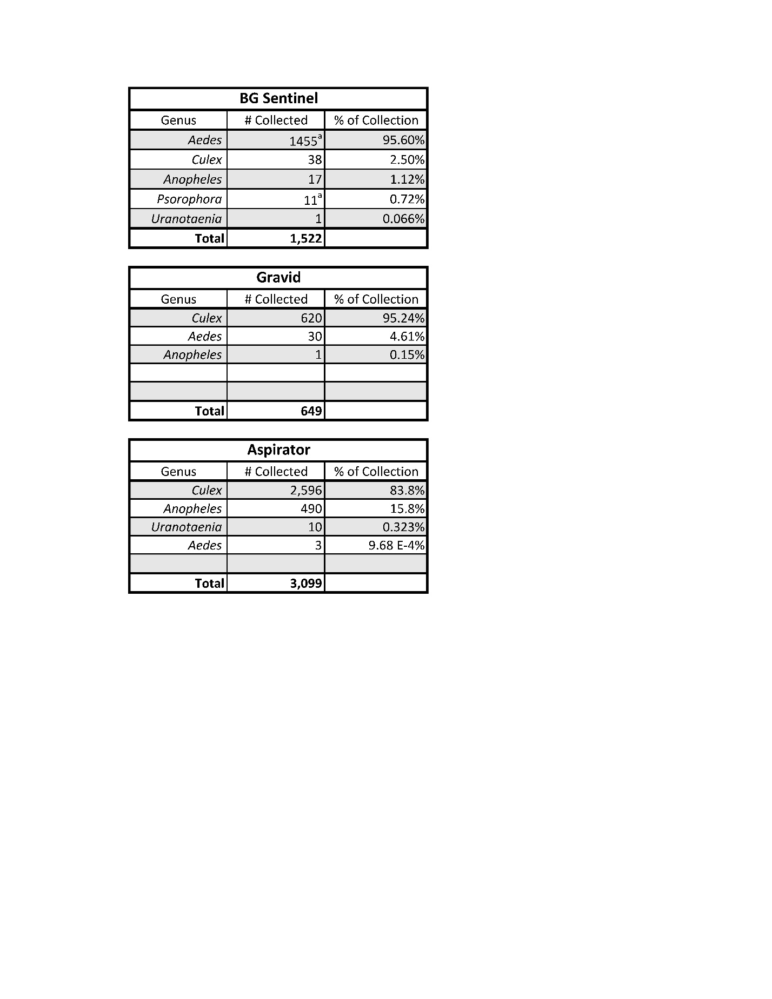 BG Sentinel
Genus # Collected % of Collection
Aedes 1455ᵃ 95.60%
Culex 38 2.50%
Anopheles 17 1.12%
Psorophora 11ᵃ 0.72%
Uranotaenia 1 0.066%
Total 1,522
Gravid
Genus # Collected % of Collection
Culex 620 95.24%
Aedes 30 4.61%
Anopheles 1 0.15%
Total 649
Aspirator
Genus # Collected % of Collection
Culex 2,596 83.8%
Anopheles 490 15.8%
Uranotaenia 10 0.323%
Aedes 3 9.68 E-4%
Total 3,099